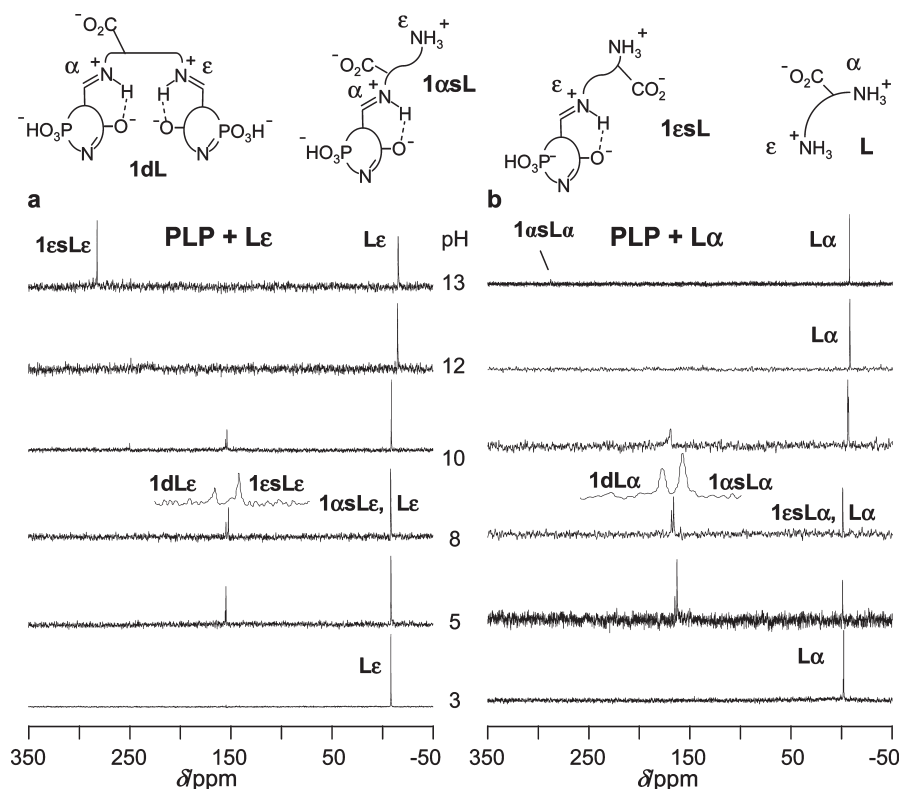 ⁻O₂C
α N⁺ H
⁺N ε H
⁻HO₃P O⁻ N
⁻O PO₃H⁻ N
1dL
ε NH₃⁺
⁻O₂C
α N⁺ H
1αsL
⁻HO₃P O⁻
N
NH₃⁺
ε N⁺ CO₂⁻
H 1εsL
HO₃P⁻ O⁻
N
⁻O₂C α
NH₃⁺
ε ⁺NH₃ L
a
1εsLε PLP + Lε Lε pH
13
12
10
1dLε 1εsLε 1αsLε, Lε
8
5
Lε
3
350 250 150 50 -50
δ/ppm
b
1αsLα PLP + Lα Lα
Lα
1dLα 1αsLα
1εsLα, Lα
Lα
350 250 150 50 -50
δ/ppm